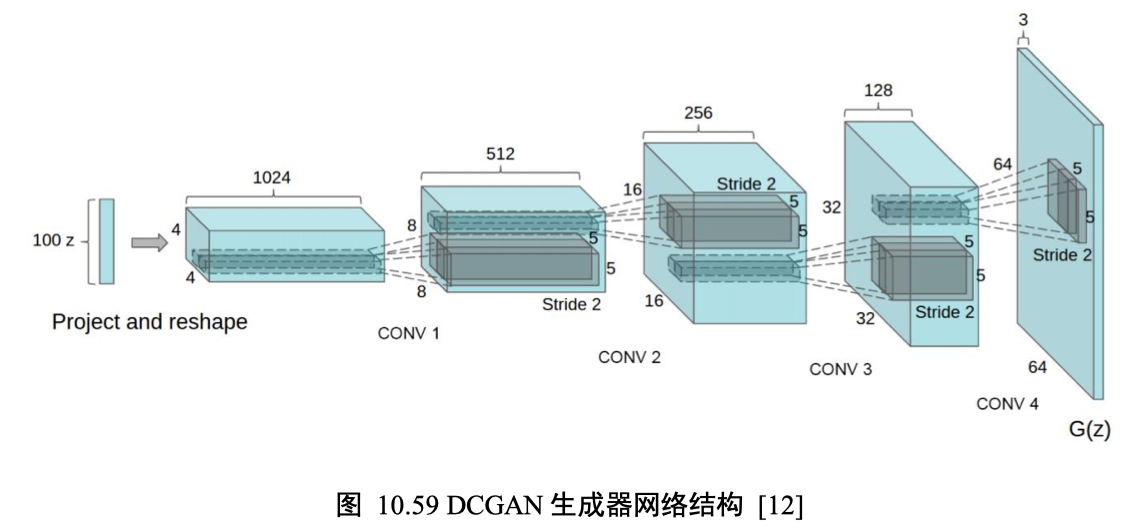 100 z
Project and reshape
1024
4
4
CONV 1
512
8
8
5
5
Stride 2
CONV 2
256
16
16
Stride 2
5
5
CONV 3
128
32
32
5
5
Stride 2
CONV 4
3
64
64
5
5
Stride 2
G(z)
图 10.59 DCGAN 生成器网络结构 [12]